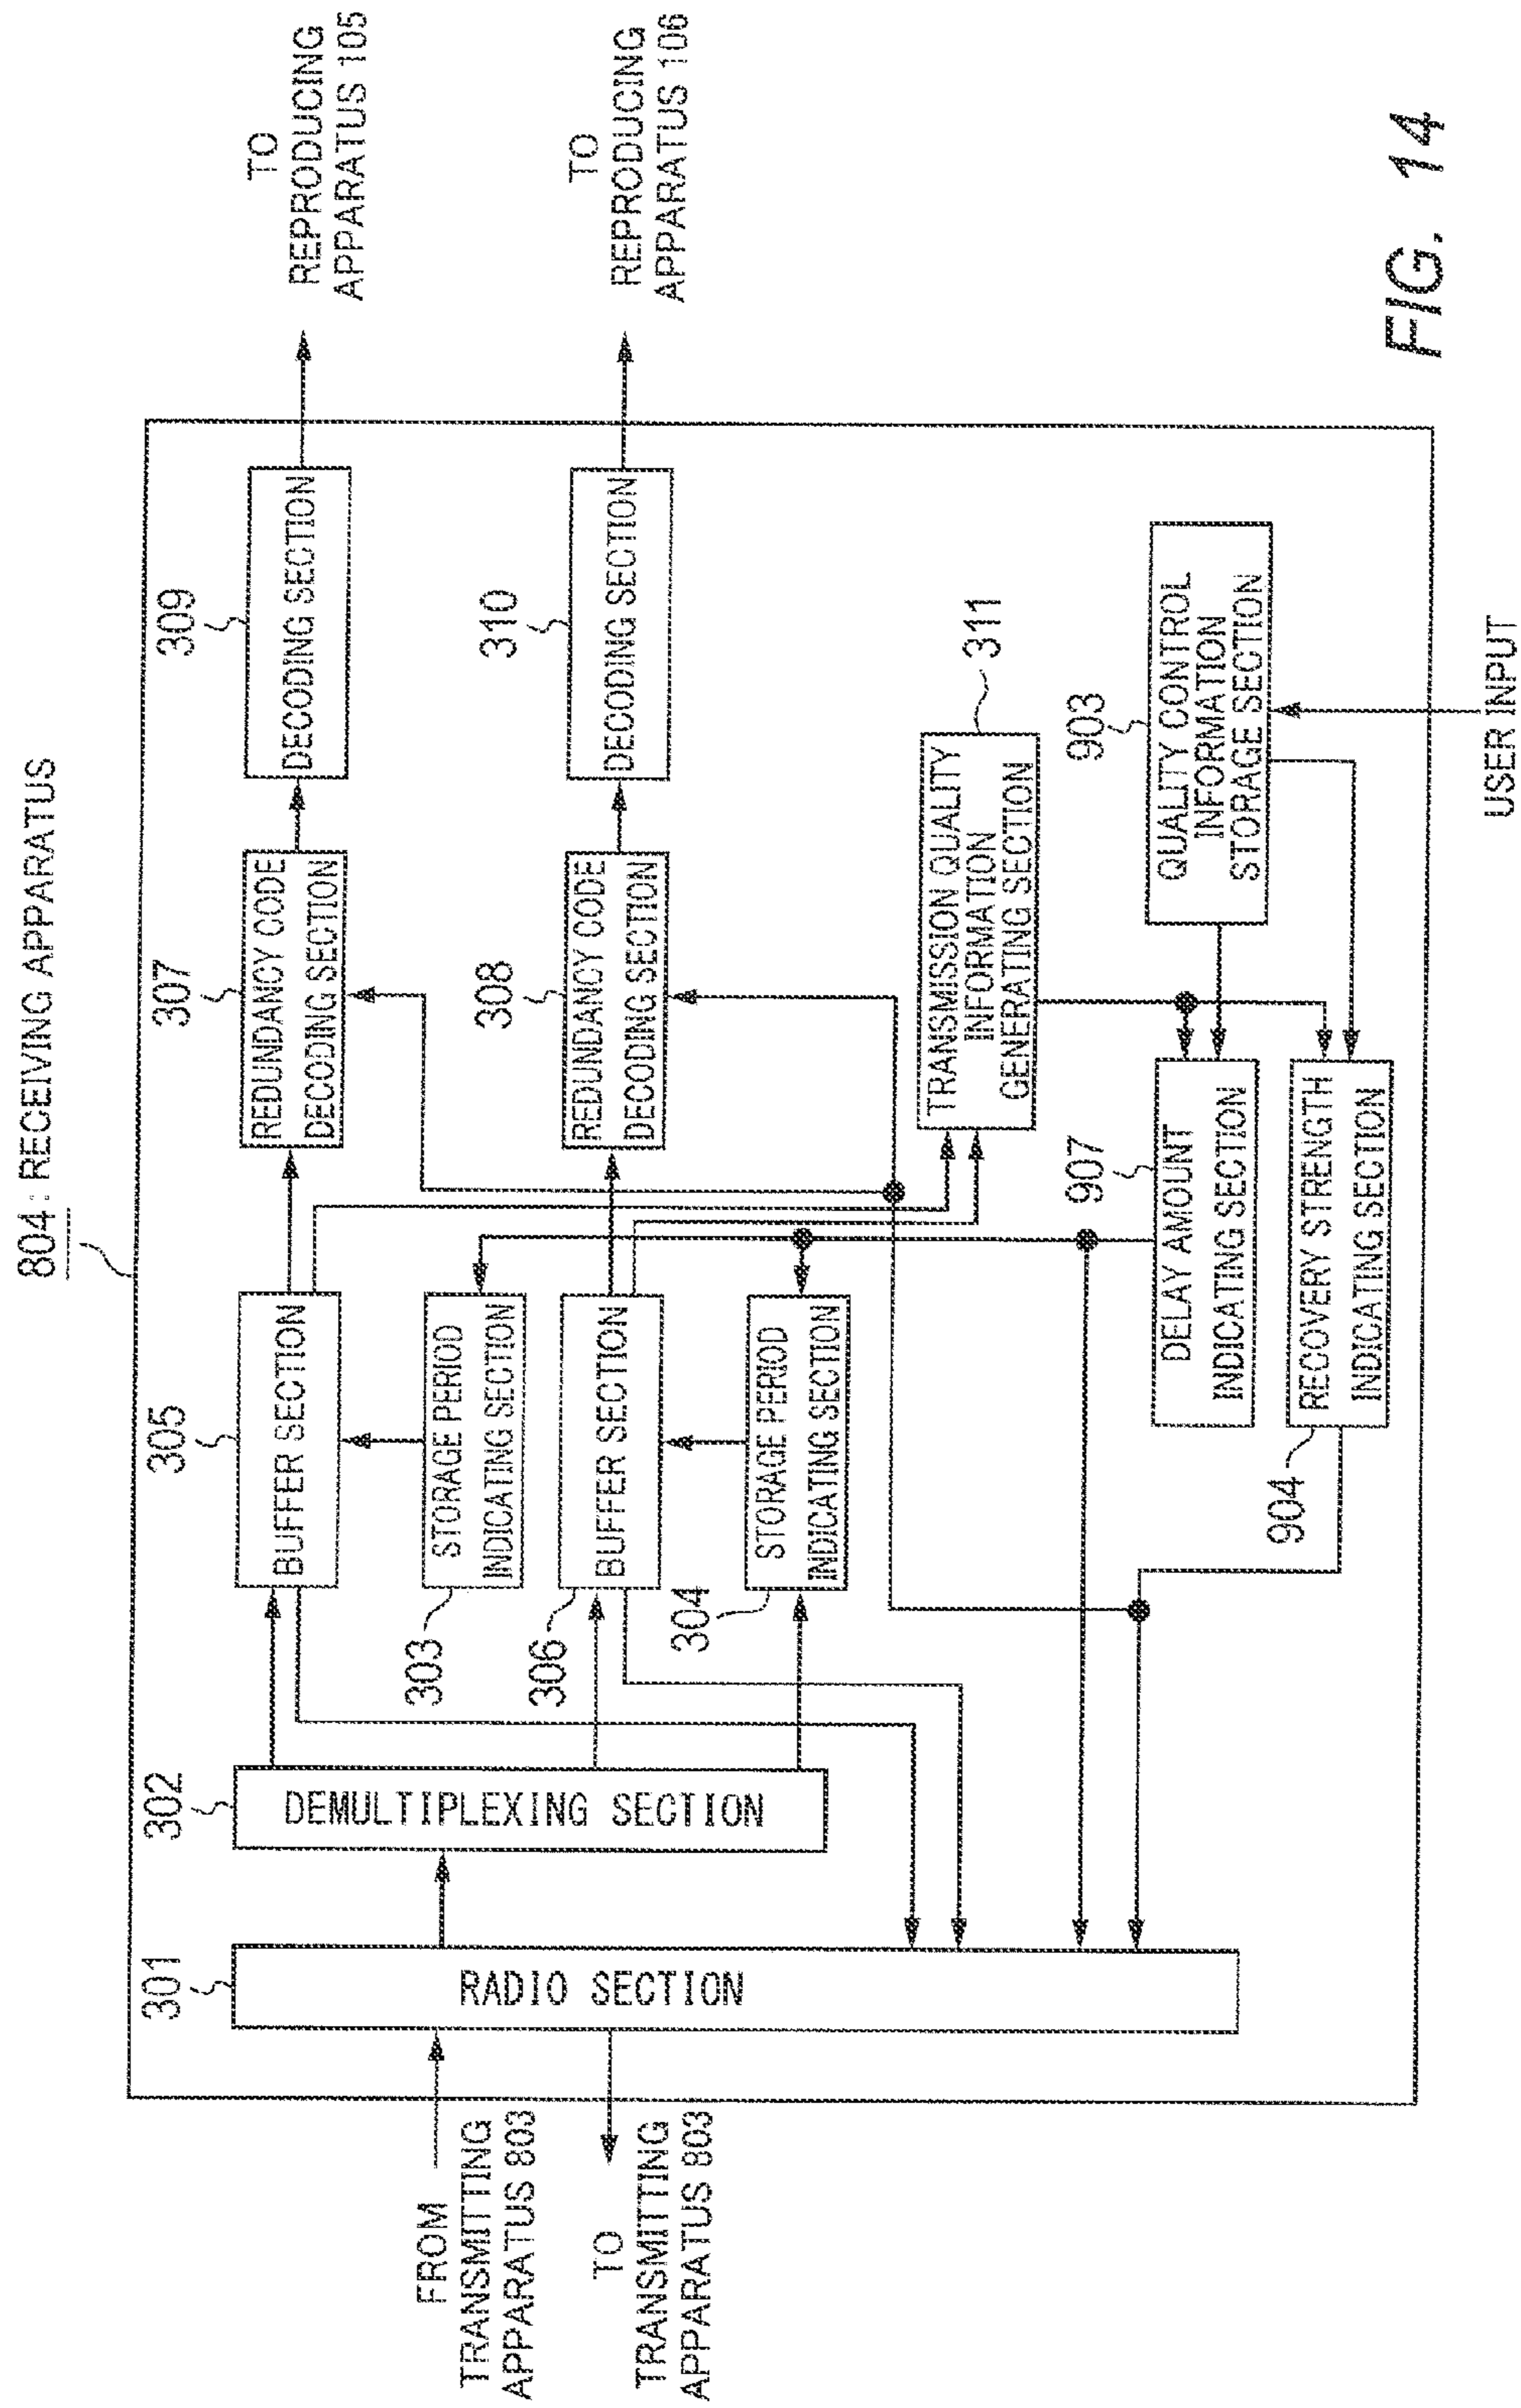 804 : RECEIVING APPARATUS
301
RADIO SECTION
302
DEMULTIPLEXING SECTION
305
BUFFER SECTION
303
STORAGE PERIOD
INDICATING SECTION
306
BUFFER SECTION
304
STORAGE PERIOD
INDICATING SECTION
307
REDUNDANCY CODE
DECODING SECTION
308
REDUNDANCY CODE
DECODING SECTION
309
DECODING SECTION
310
DECODING SECTION
311
TRANSMISSION QUALITY
INFORMATION
GENERATING SECTION
903
QUALITY CONTROL
INFORMATION
STORAGE SECTION
907
DELAY AMOUNT
INDICATING SECTION
904
RECOVERY STRENGTH
INDICATING SECTION
FROM
TRANSMITTING
APPARATUS 803
TO
TRANSMITTING
APPARATUS 803
TO
REPRODUCING
APPARATUS 105
TO
REPRODUCING
APPARATUS 106
USER INPUT
FIG. 14